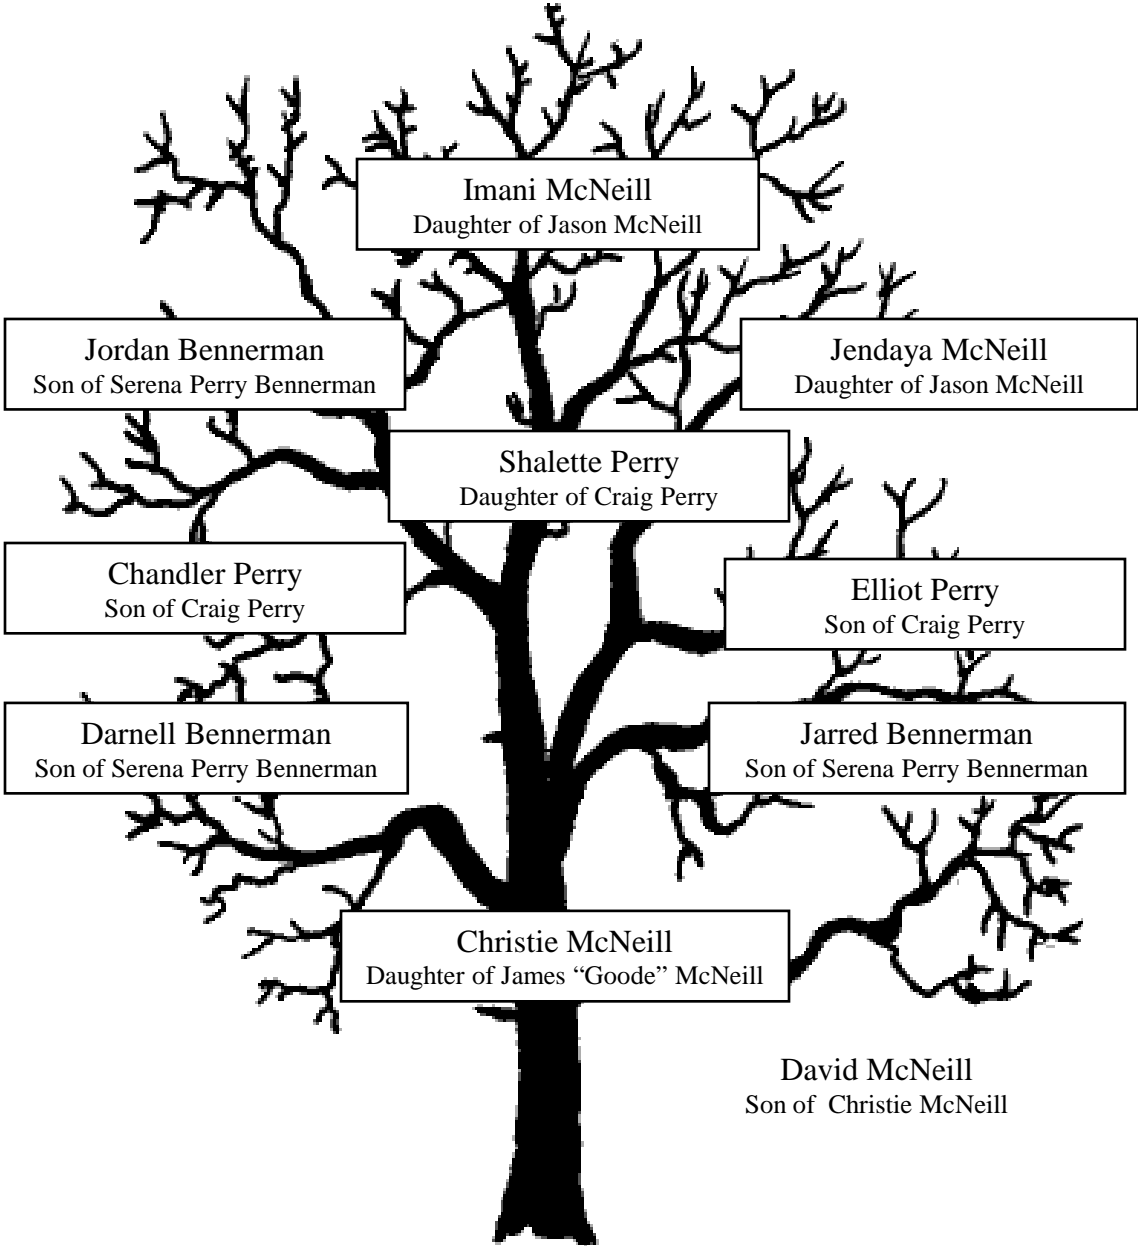 Imani McNeill
Daughter of Jason McNeill
Jordan Bennerman
Son of Serena Perry Bennerman
Jendaya McNeill
Daughter of Jason McNeill
Shalette Perry
Daughter of Craig Perry
Chandler Perry
Son of Craig Perry
Elliot Perry
Son of Craig Perry
Darnell Bennerman
Son of Serena Perry Bennerman
Jarred Bennerman
Son of Serena Perry Bennerman
Christie McNeill
Daughter of James “Goode” McNeill
David McNeill
Son of Christie McNeill